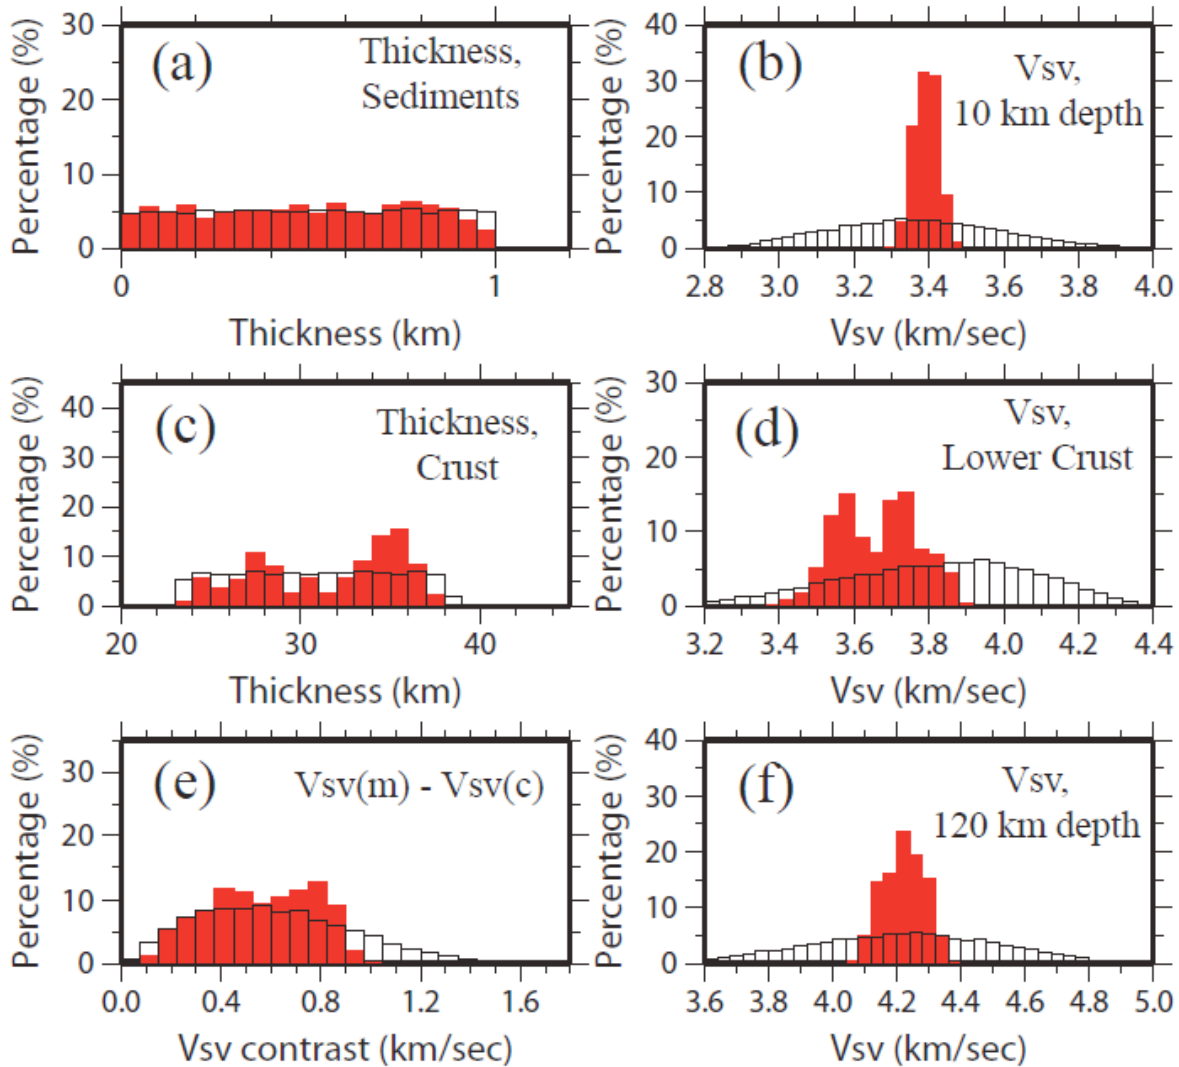 30
20
10
0
Percentage (%)
(a)
Thickness,
Sediments
0
1
Thickness (km)
40
30
20
10
0
Percentage (%)
(b)
Vsv,
10 km depth
2.8
3.0
3.2
3.4
3.6
3.8
4.0
Vsv (km/sec)
40
30
20
10
0
Percentage (%)
(c)
Thickness,
Crust
20
30
40
Thickness (km)
30
20
10
0
Percentage (%)
(d)
Vsv,
Lower Crust
3.2
3.4
3.6
3.8
4.0
4.2
4.4
Vsv (km/sec)
30
20
10
0
Percentage (%)
(e)
Vsv(m) - Vsv(c)
0.0
0.4
0.8
1.2
1.6
Vsv contrast (km/sec)
40
30
20
10
0
Percentage (%)
(f)
Vsv,
120 km depth
3.6
3.8
4.0
4.2
4.4
4.6
4.8
5.0
Vsv (km/sec)